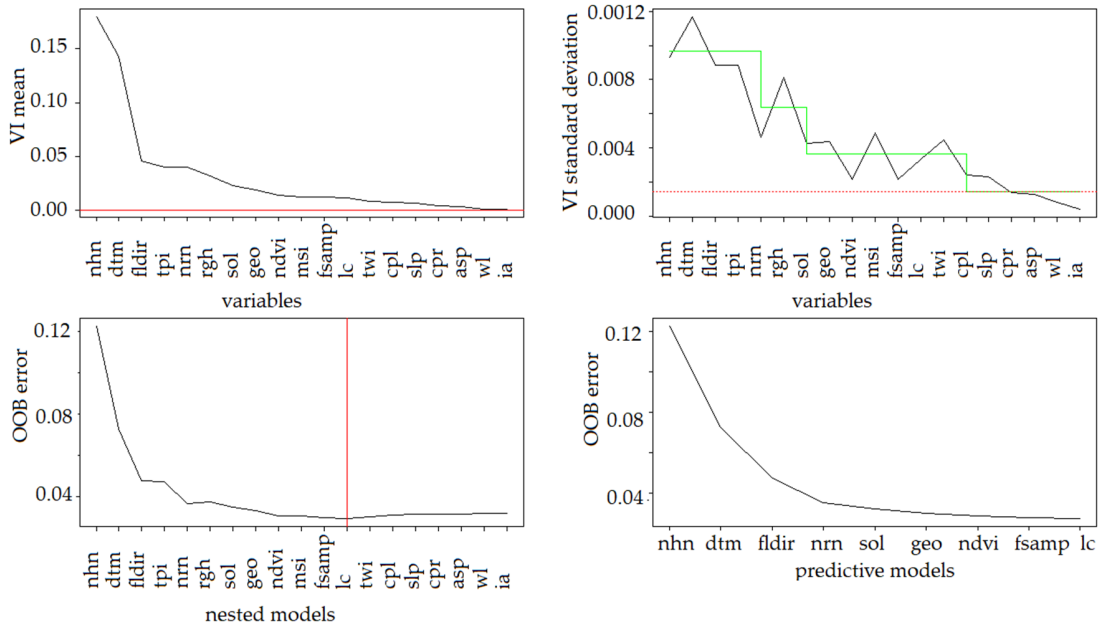 VI mean
0.15
0.10
0.05
0.00
nhn dtm fldir tpi nrn rgh sol geo ndvi msi fsamp lc twi cpl slp cpr asp wl ia
variables
VI standard deviation
0.0012
0.008
0.004
0.000
nhn dtm fldir tpi nrn rgh sol geo ndvi msi fsamp lc twi cpl slp cpr asp wl ia
variables
OOB error
0.12
0.08
0.04
nhn dtm fldir tpi nrn rgh sol geo ndvi msi fsamp lc twi cpl slp cpr asp wl ia
nested models
OOB error
0.12
0.08
0.04
nhn dtm fldir nrn sol geo ndvi fsamp lc
predictive models